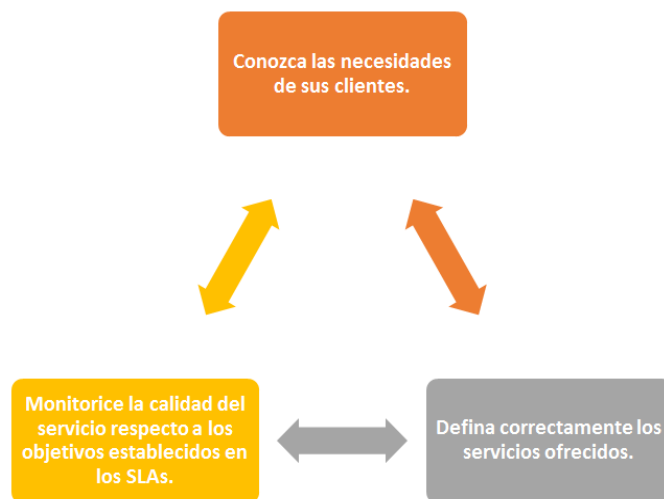 Conozca las necesidades
de sus clientes.
Monitorice la calidad del
servicio respecto a los
objetivos establecidos en
los SLAs.
Defina correctamente los
servicios ofrecidos.